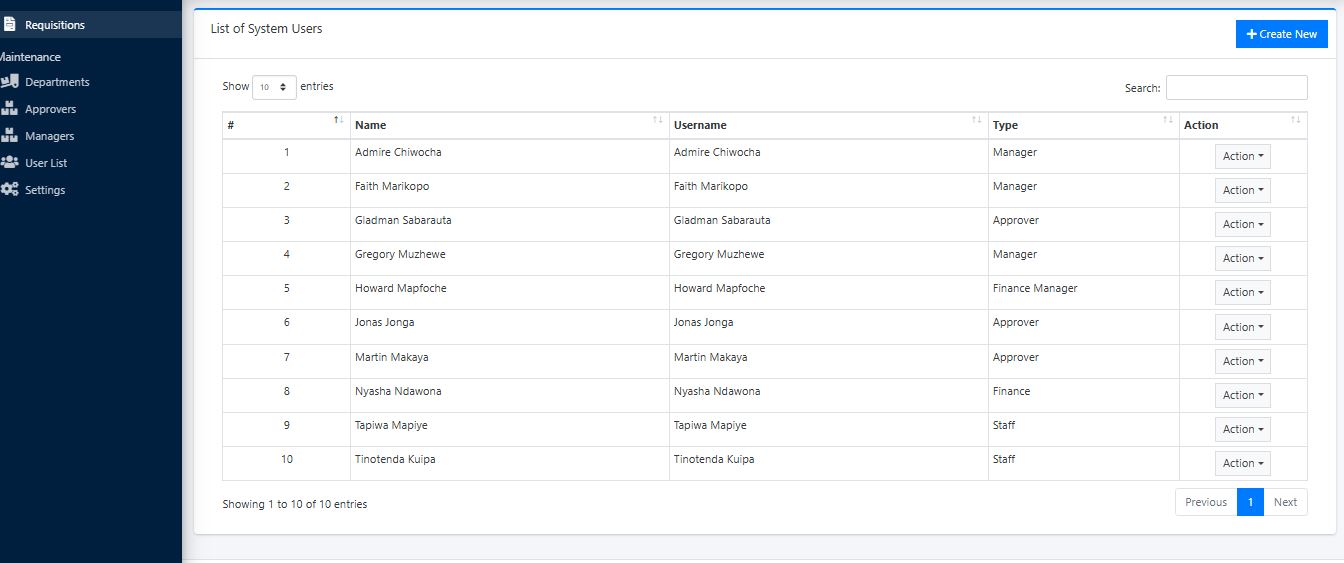 Requisitions
Maintenance
Departments
Approvers
Managers
User List
Settings
List of System Users
Create New
Show 10 entries
Search:
# Name Username Type Action
1 Admire Chiwocha Admire Chiwocha Manager Action
2 Faith Marikopo Faith Marikopo Manager Action
3 Gladman Sabarauta Gladman Sabarauta Approver Action
4 Gregory Muzhewe Gregory Muzhewe Manager Action
5 Howard Mapfoche Howard Mapfoche Finance Manager Action
6 Jonas Jonga Jonas Jonga Approver Action
7 Martin Makaya Martin Makaya Approver Action
8 Nyasha Ndawona Nyasha Ndawona Finance Action
9 Tapiwa Mapiye Tapiwa Mapiye Staff Action
10 Tinotenda Kuipa Tinotenda Kuipa Staff Action
Showing 1 to 10 of 10 entries
Previous 1 Next